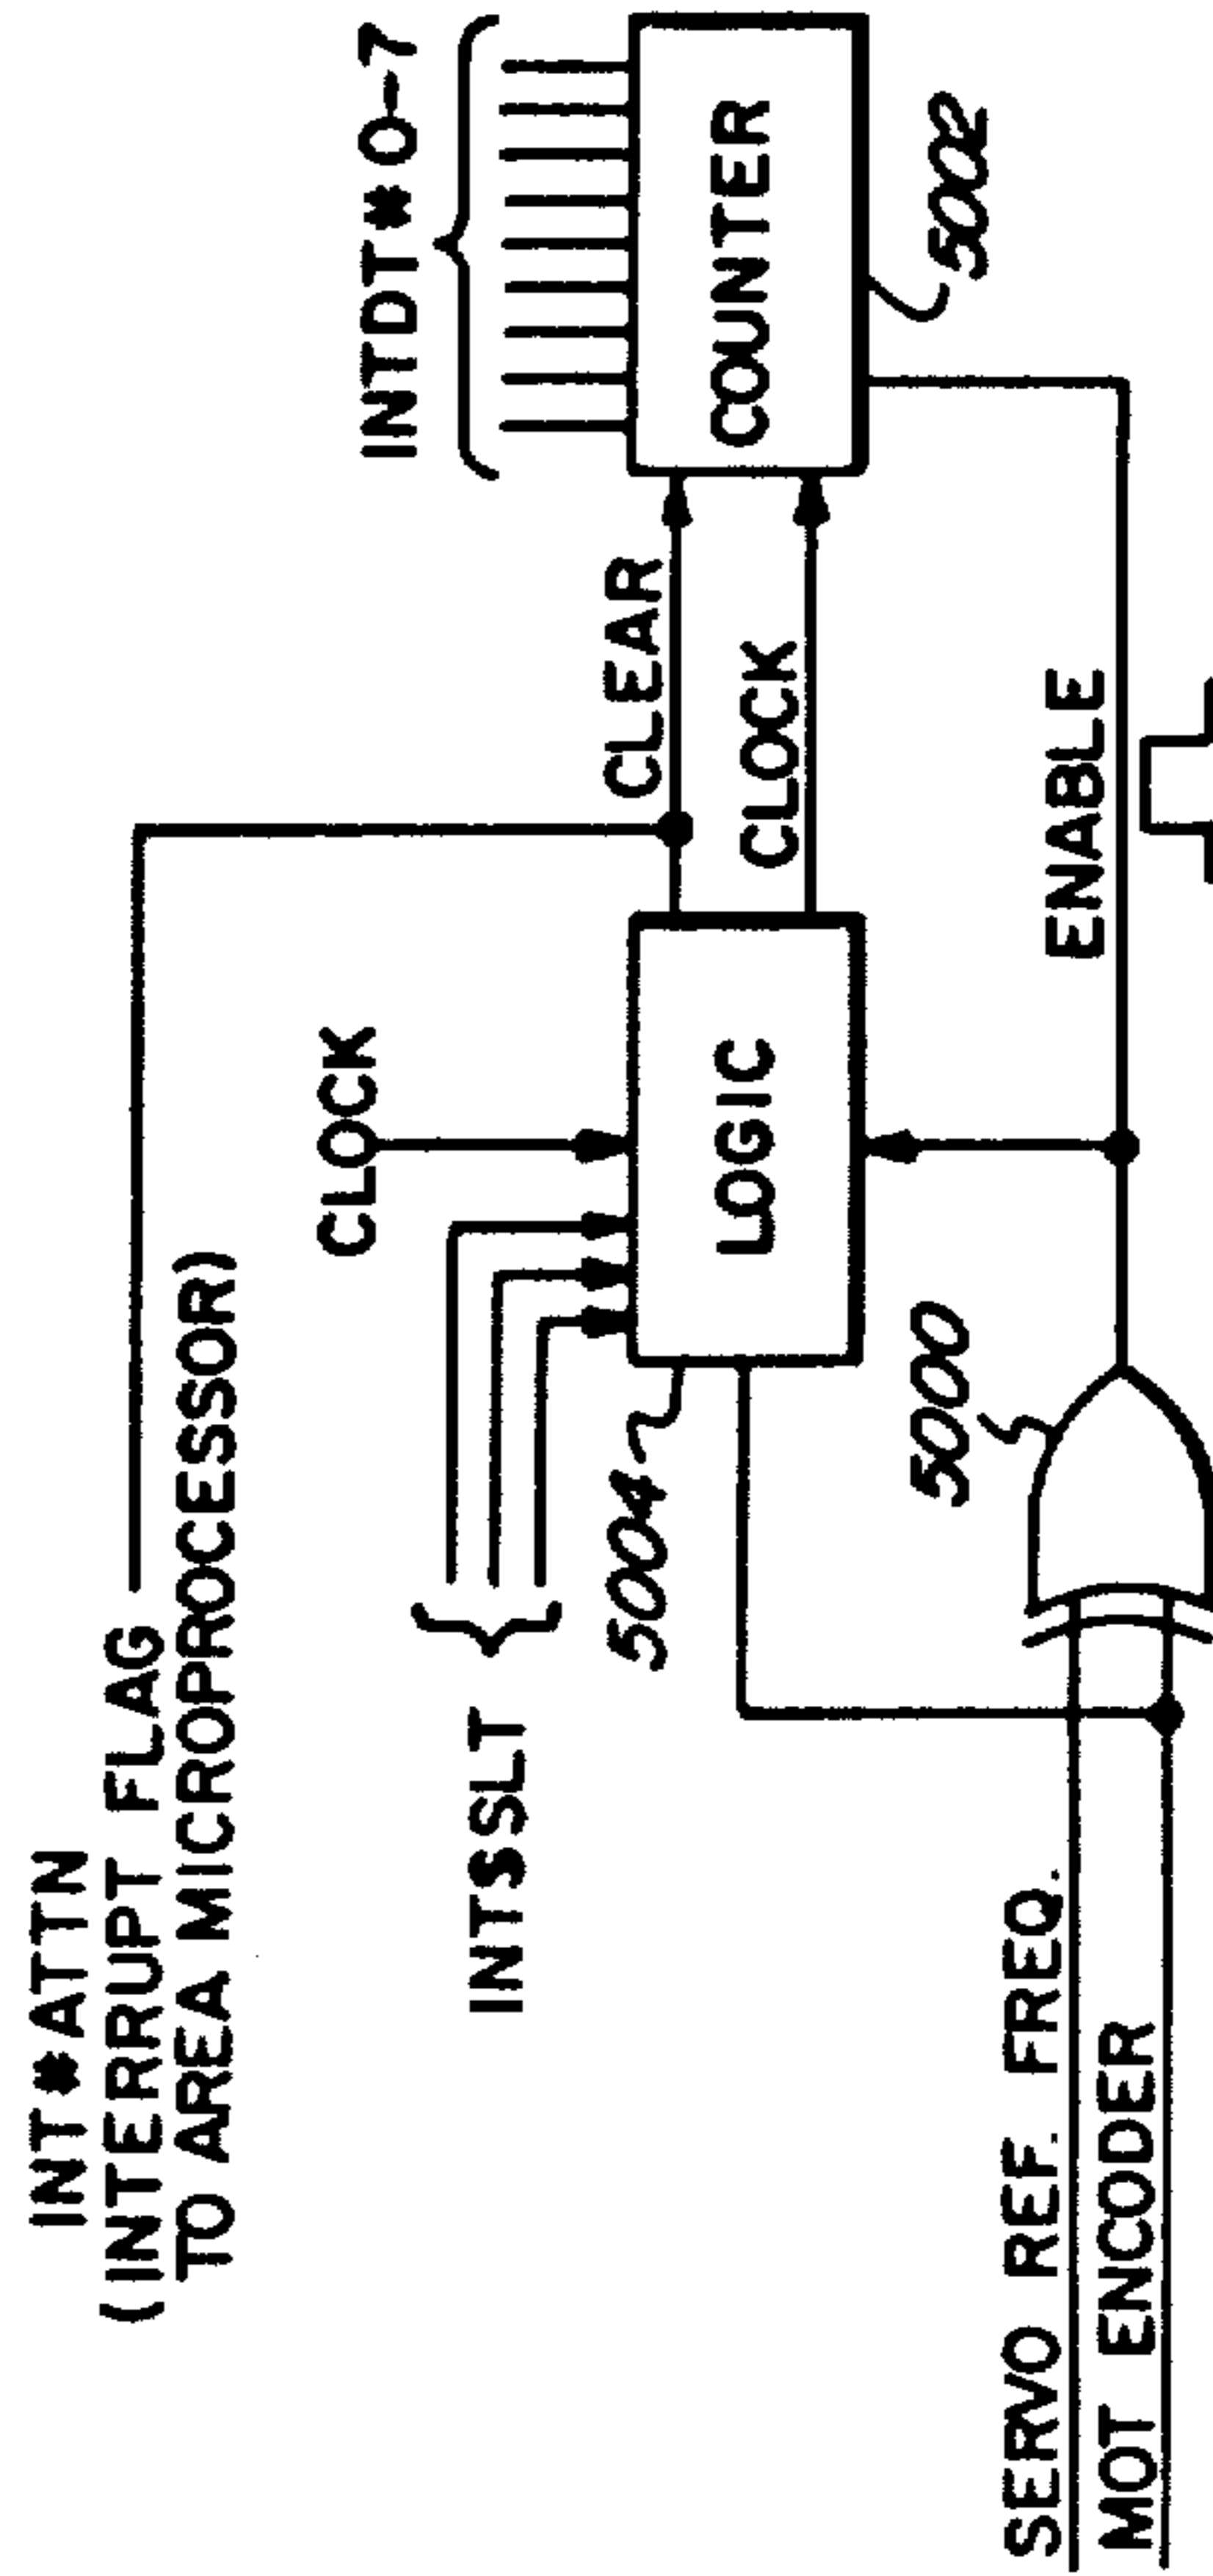 INT*ATTN
(INTERRUPT FLAG
TO AREA MICROPROCESSOR)
CLOCK
INTDT*0-7
INTSSLT
5004
LOGIC
CLEAR
CLOCK
COUNTER
5002
5000
ENABLE
SERVO REF. FREQ.
MOT ENCODER